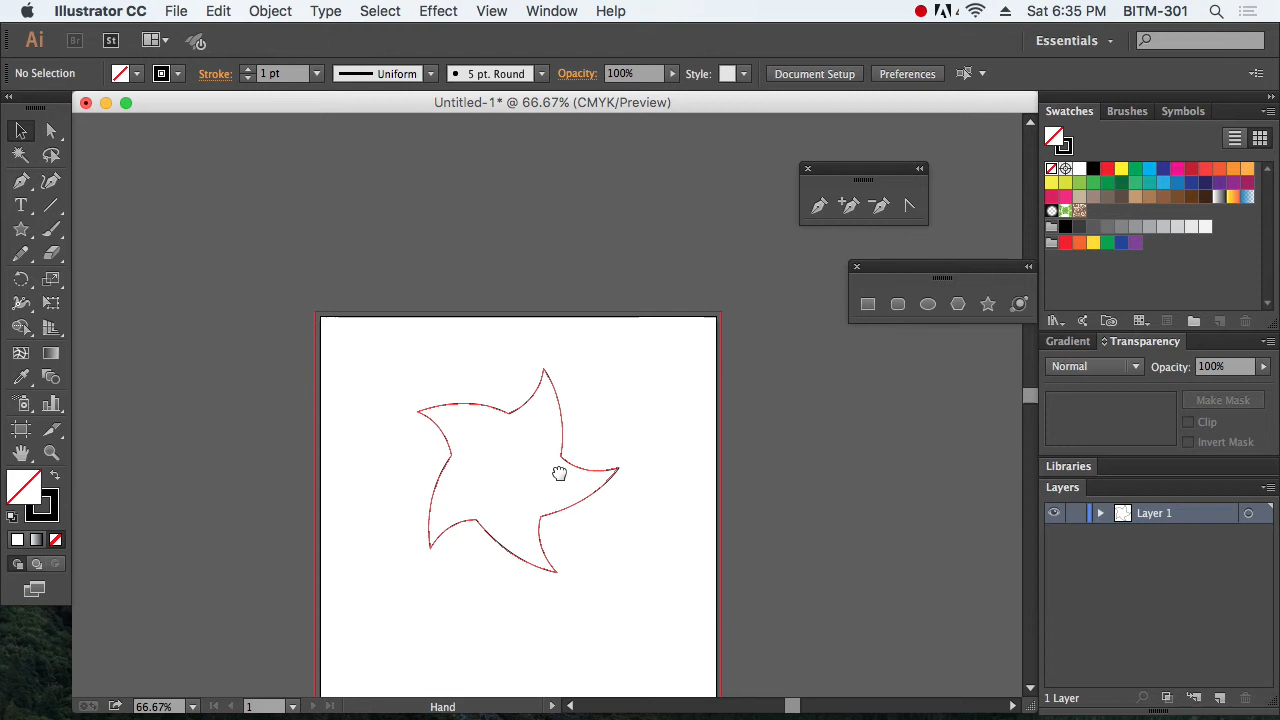 Illustrator CC File Edit Object Type Select Effect View Window Help 4 Sat 6:35 PM BITM-301
Ai Br St Essentials
No Selection Stroke: 1 pt Uniform 5 pt. Round Opacity: 100% Style: Document Setup Preferences
Untitled-1* @ 66.67% (CMYK/Preview)
Swatches Brushes Symbols
Gradient Transparency
Normal Opacity: 100%
Make Mask
Clip
Invert Mask
Libraries
Layers
Layer 1
1 Layer
66.67% 1 Hand